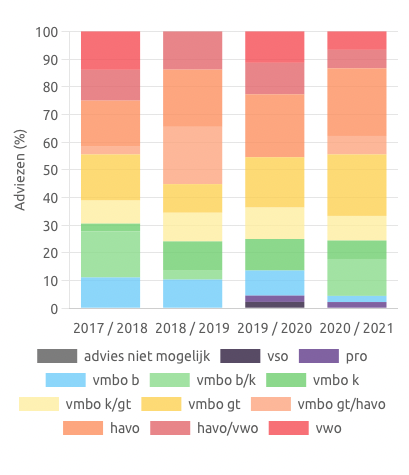 100
90
80
70
60
50
40
30
20
10
0
Adviezen (%)
2017 / 2018 2018 / 2019 2019 / 2020 2020 / 2021
advies niet mogelijk vso pro
vmbo b vmbo b/k vmbo k
vmbo k/gt vmbo gt vmbo gt/havo
havo havo/vwo vwo